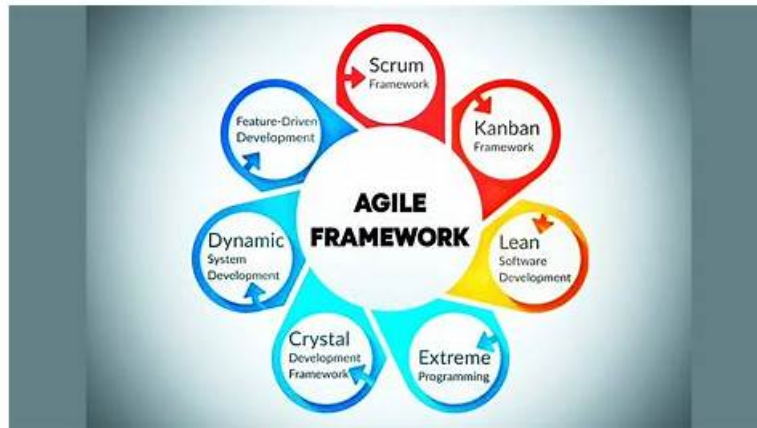 Scrum
Framework
Kanban
Framework
Lean
Software
Development
Extreme
Programming
Crystal
Development
Framework
Dynamic
System
Development
Feature-Driven
Development
AGILE
FRAMEWORK